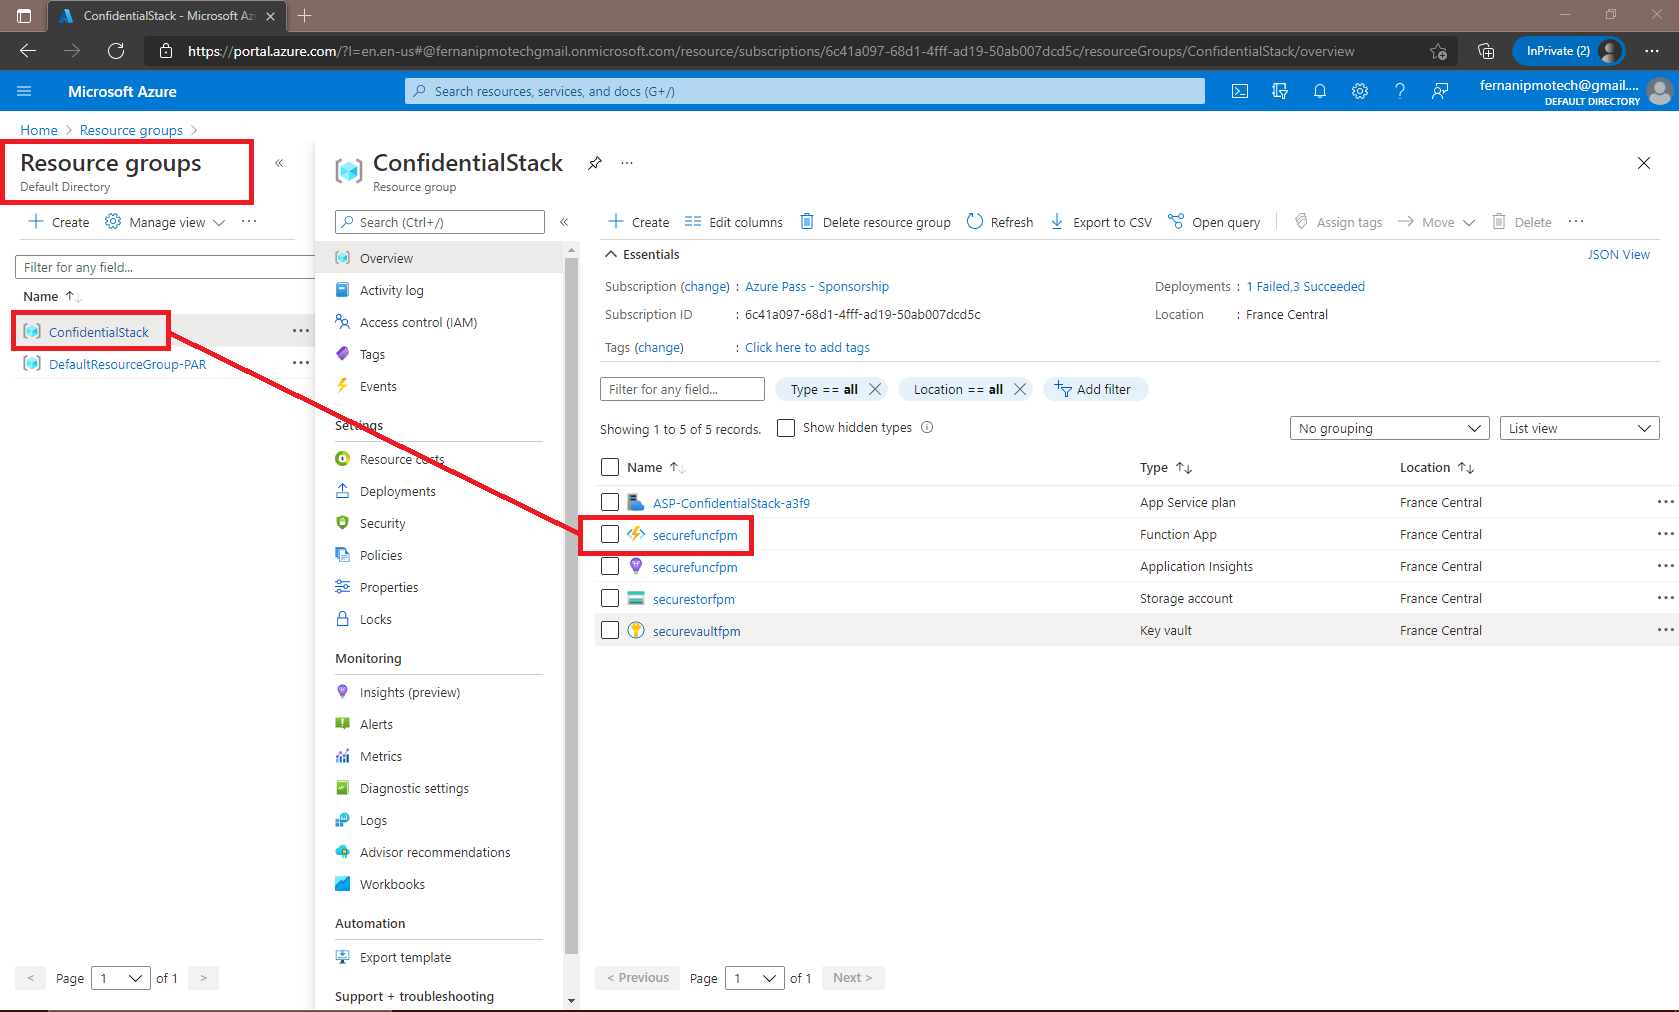 ConfidentialStack - Microsoft Az
https://portal.azure.com/?l=en.en-us#@fernanipmotechgmail.onmicrosoft.com/resource/subscriptions/6c41a097-68d1-4fff-ad19-50ab007dcd5c/resourceGroups/ConfidentialStack/overview
InPrivate (2)
Microsoft Azure
Search resources, services, and docs (G+/)
fernanipmotech@gmail....
DEFAULT DIRECTORY
Home > Resource groups >
Resource groups
Default Directory
+ Create
Manage view
...
Filter for any field...
Name
ConfidentialStack
...
DefaultResourceGroup-PAR
...
< Page 1 of 1 >
ConfidentialStack
...
Resource group
Search (Ctrl+/)
Overview
Activity log
Access control (IAM)
Tags
Events
Settings
Resource costs
Deployments
Security
Policies
Properties
Locks
Monitoring
Insights (preview)
Alerts
Metrics
Diagnostic settings
Logs
Advisor recommendations
Workbooks
Automation
Export template
Support + troubleshooting
+ Create Edit columns Delete resource group Refresh Export to CSV Open query Assign tags Move Delete ...
Essentials
JSON View
Subscription (change) : Azure Pass - Sponsorship
Deployments : 1 Failed,3 Succeeded
Subscription ID : 6c41a097-68d1-4fff-ad19-50ab007dcd5c
Location : France Central
Tags (change) : Click here to add tags
Filter for any field... Type == all Location == all Add filter
Showing 1 to 5 of 5 records. Show hidden types
No grouping List view
Name Type Location
ASP-ConfidentialStack-a3f9 App Service plan France Central ...
securefuncfpm Function App France Central ...
securefuncfpm Application Insights France Central ...
securestorfpm Storage account France Central ...
securevaultfpm Key vault France Central ...
< Previous Page 1 of 1 Next >